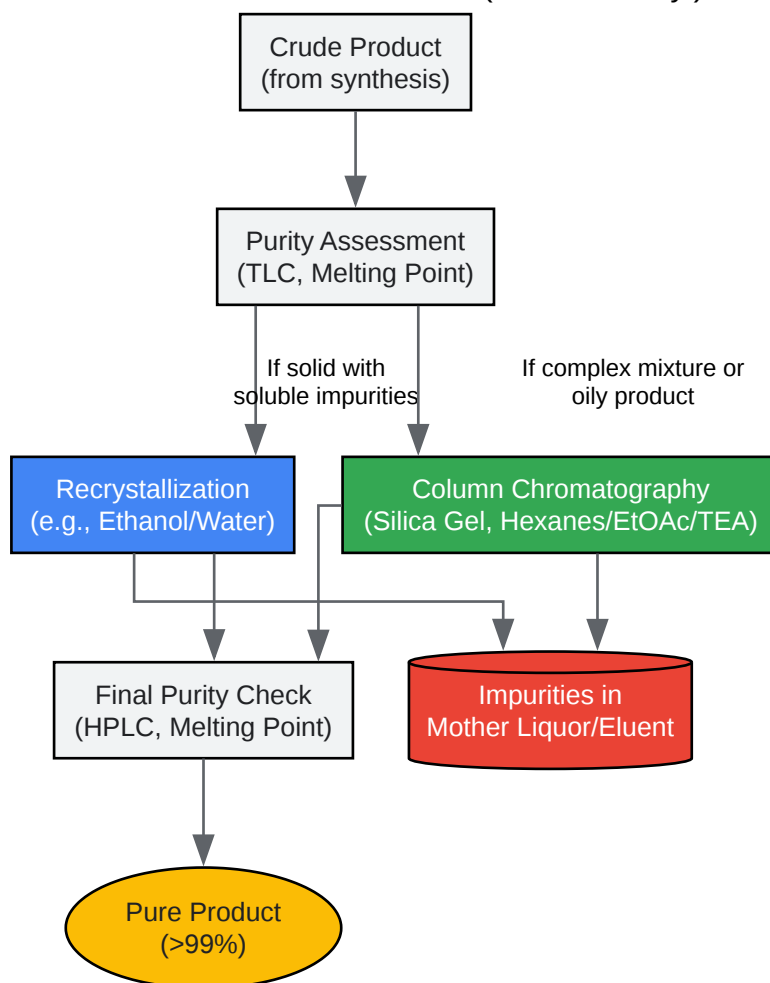 Crude Product
(from synthesis)
Purity Assessment
(TLC, Melting Point)
If solid with
soluble impurities
If complex mixture or
oily product
Recrystallization
(e.g., Ethanol/Water)
Column Chromatography
(Silica Gel, Hexanes/EtOAc/TEA)
Final Purity Check
(HPLC, Melting Point)
Impurities in
Mother Liquor/Eluent
Pure Product
(>99%)